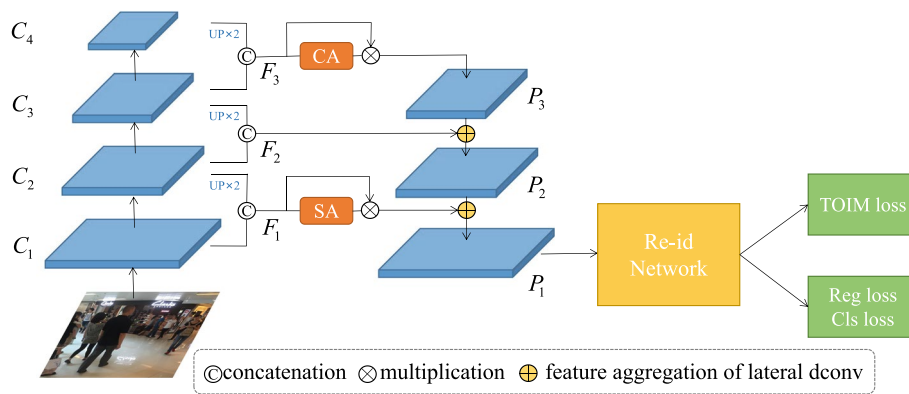 C4
UP×2
CA
F3
C3
P3
UP×2
F2
C2
P2
UP×2
SA
F1
C1
P1
Re-id
Network
TOIM loss
Reg loss
Cls loss
C concatenation ⊗ multiplication ⊕ feature aggregation of lateral dconv